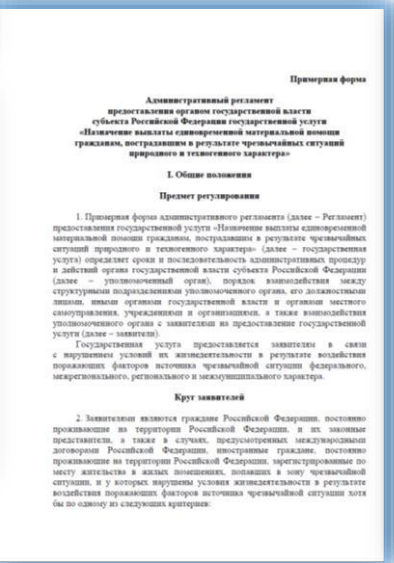 Примерная форма
Административный регламент
предоставления органом государственной власти
субъекта Российской Федерации государственной услуги
«Назначение выплаты единовременной материальной помощи
гражданам, пострадавшим в результате чрезвычайных ситуаций
природного и техногенного характера»
I. Общие положения
Предмет регулирования
1. Примерная форма административного регламента (далее – Регламент)
предоставления государственной услуги «Назначение выплаты единовременной
материальной помощи гражданам, пострадавшим в результате чрезвычайных
ситуаций природного и техногенного характера» (далее – государственная
услуга) определяет сроки и последовательность административных процедур
и действий органа государственной власти субъекта Российской Федерации
(далее – уполномоченный орган), порядок взаимодействия между
структурными подразделениями уполномоченного органа, его должностными
лицами, иными органами государственной власти и органами местного
самоуправления, учреждениями и организациями, а также взаимодействия
уполномоченного органа с заявителями на предоставление государственной
услуги (далее – заявители).
Государственная услуга предоставляется заявителям в связи
с нарушением условий их жизнедеятельности в результате воздействия
поражающих факторов источника чрезвычайной ситуации федерального,
межрегионального, регионального и межмуниципального характера.
Круг заявителей
2. Заявителями являются граждане Российской Федерации, постоянно
проживающие на территории Российской Федерации, и их законные
представители, а также в случаях, предусмотренных международными
договорами Российской Федерации, иностранные граждане, постоянно
проживающие на территории Российской Федерации, зарегистрированные по
месту жительства в жилых помещениях, попавших в зону чрезвычайной
ситуации, и у которых нарушены условия жизнедеятельности в результате
воздействия поражающих факторов источника чрезвычайной ситуации хотя
бы по одному из следующих критериев: